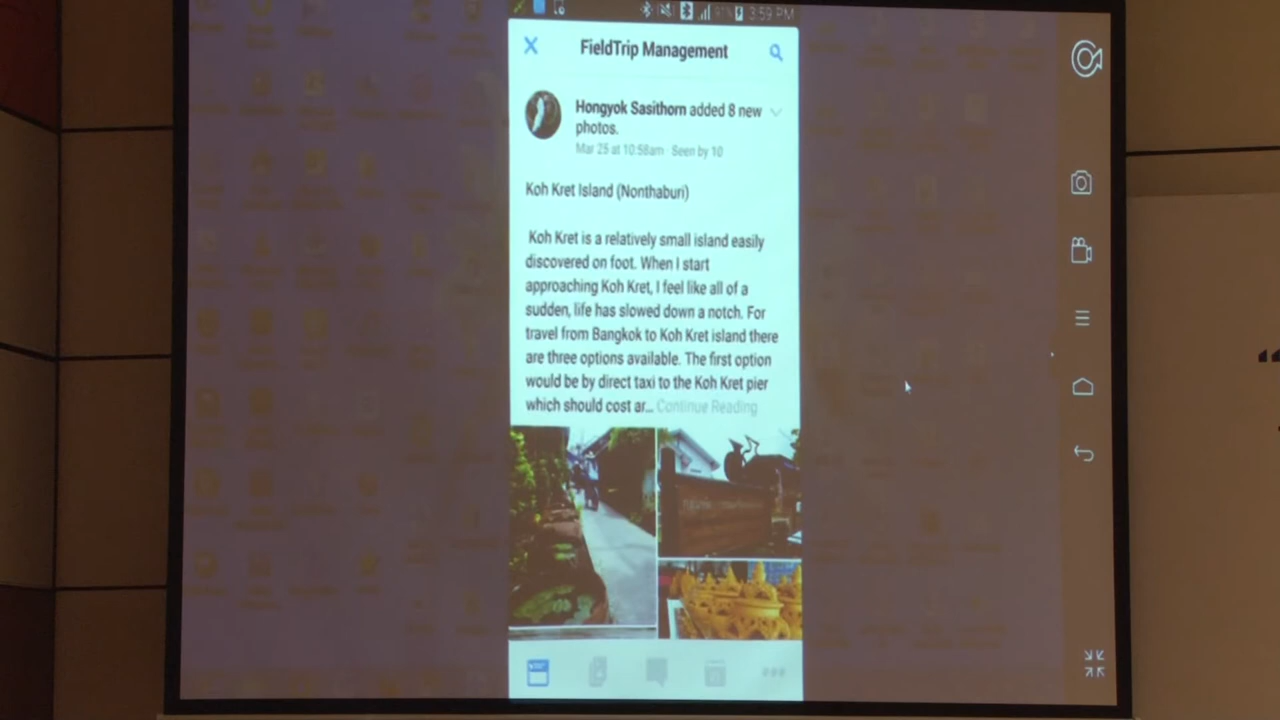 3:59 PM
FieldTrip Management
Hongyok Sasithorn added 8 new
photos.
Mar 25 at 10:58am · Seen by 10
Koh Kret Island (Nonthaburi)
Koh Kret is a relatively small island easily
discovered on foot. When I start
approaching Koh Kret, I feel like all of a
sudden, life has slowed down a notch. For
travel from Bangkok to Koh Kret island there
are three options available. The first option
would be by direct taxi to the Koh Kret pier
which should cost ar... Continue Reading